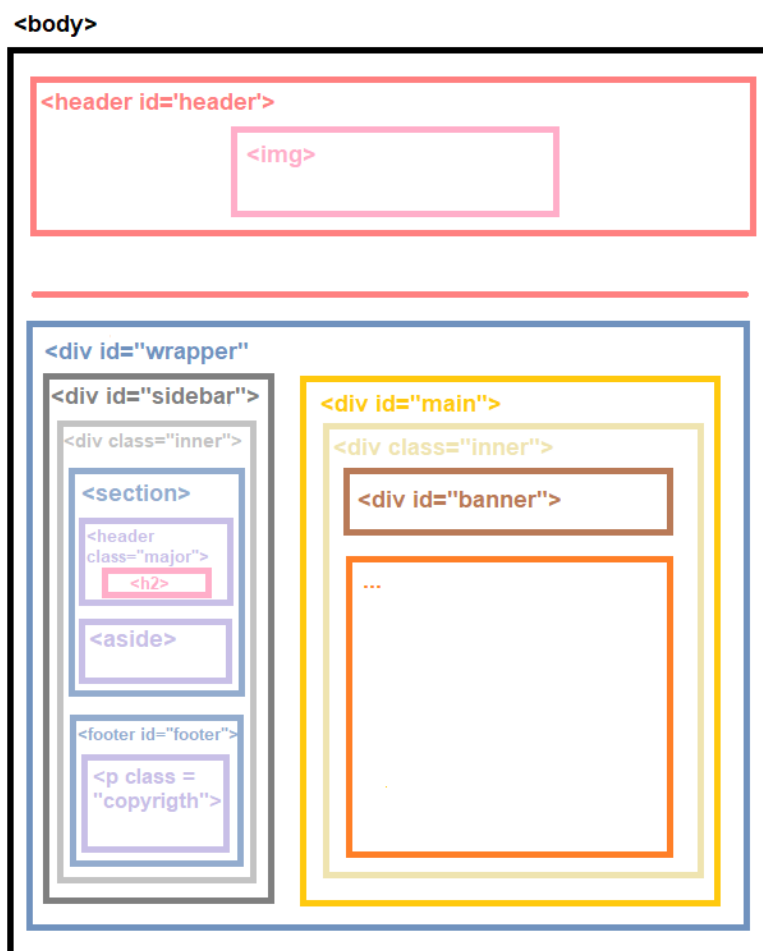 <body>
<header id='header'>
<img>
<div id="wrapper"
<div id="sidebar">
<div class="inner">
<section>
<header
class="major">
<h2>
<aside>
<footer id="footer">
<p class =
"copyrigth">
<div id="main">
<div class="inner">
<div id="banner">
...